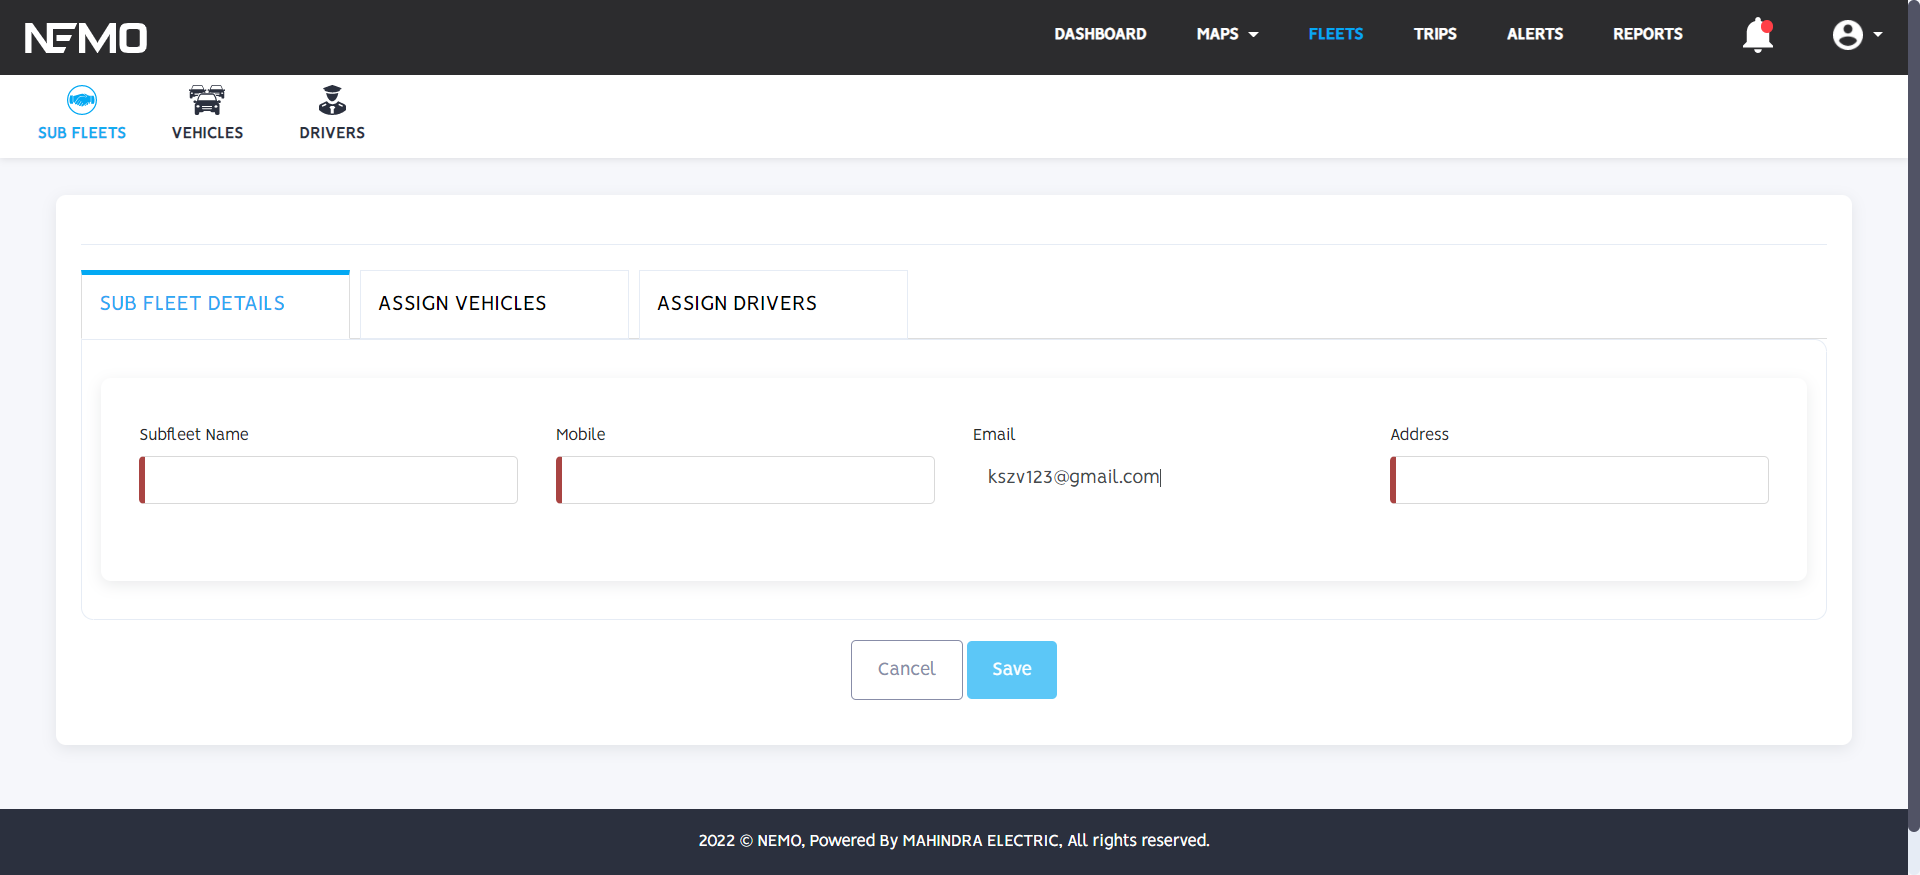 NEMO
DASHBOARD MAPS FLEETS TRIPS ALERTS REPORTS
SUB FLEETS VEHICLES DRIVERS
SUB FLEET DETAILS ASSIGN VEHICLES ASSIGN DRIVERS
Subfleet Name Mobile Email Address
kszv123@gmail.com
Cancel Save
2022 © NEMO, Powered By MAHINDRA ELECTRIC, All rights reserved.